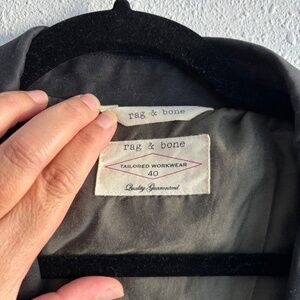 rag & bone
rag & bone
TAILORED WORKWEAR
40
Quality Guaranteed